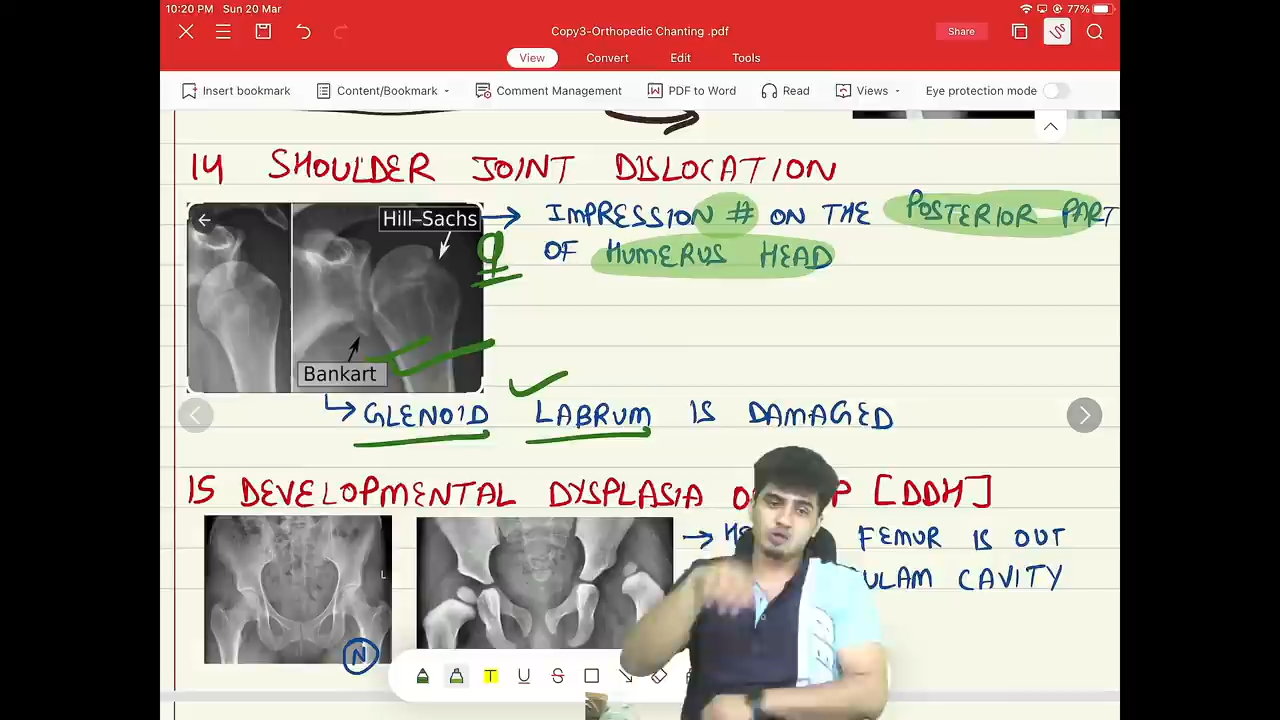 10:20 PM Sun 20 Mar 77%
Copy3-Orthopedic Chanting .pdf
Share
View Convert Edit Tools
Insert bookmark Content/Bookmark Comment Management PDF to Word Read Views Eye protection mode
14 SHOULDER JOINT DISLOCATION
Hill–Sachs
→ IMPRESSION # ON THE POSTERIOR PART
OF HUMERUS HEAD
Bankart
↳ GLENOID LABRUM IS DAMAGED
15 DEVELOPMENTAL DYSPLASIA [DDH]
→ FEMUR IS OUT
CAVITY
L
N
T U S